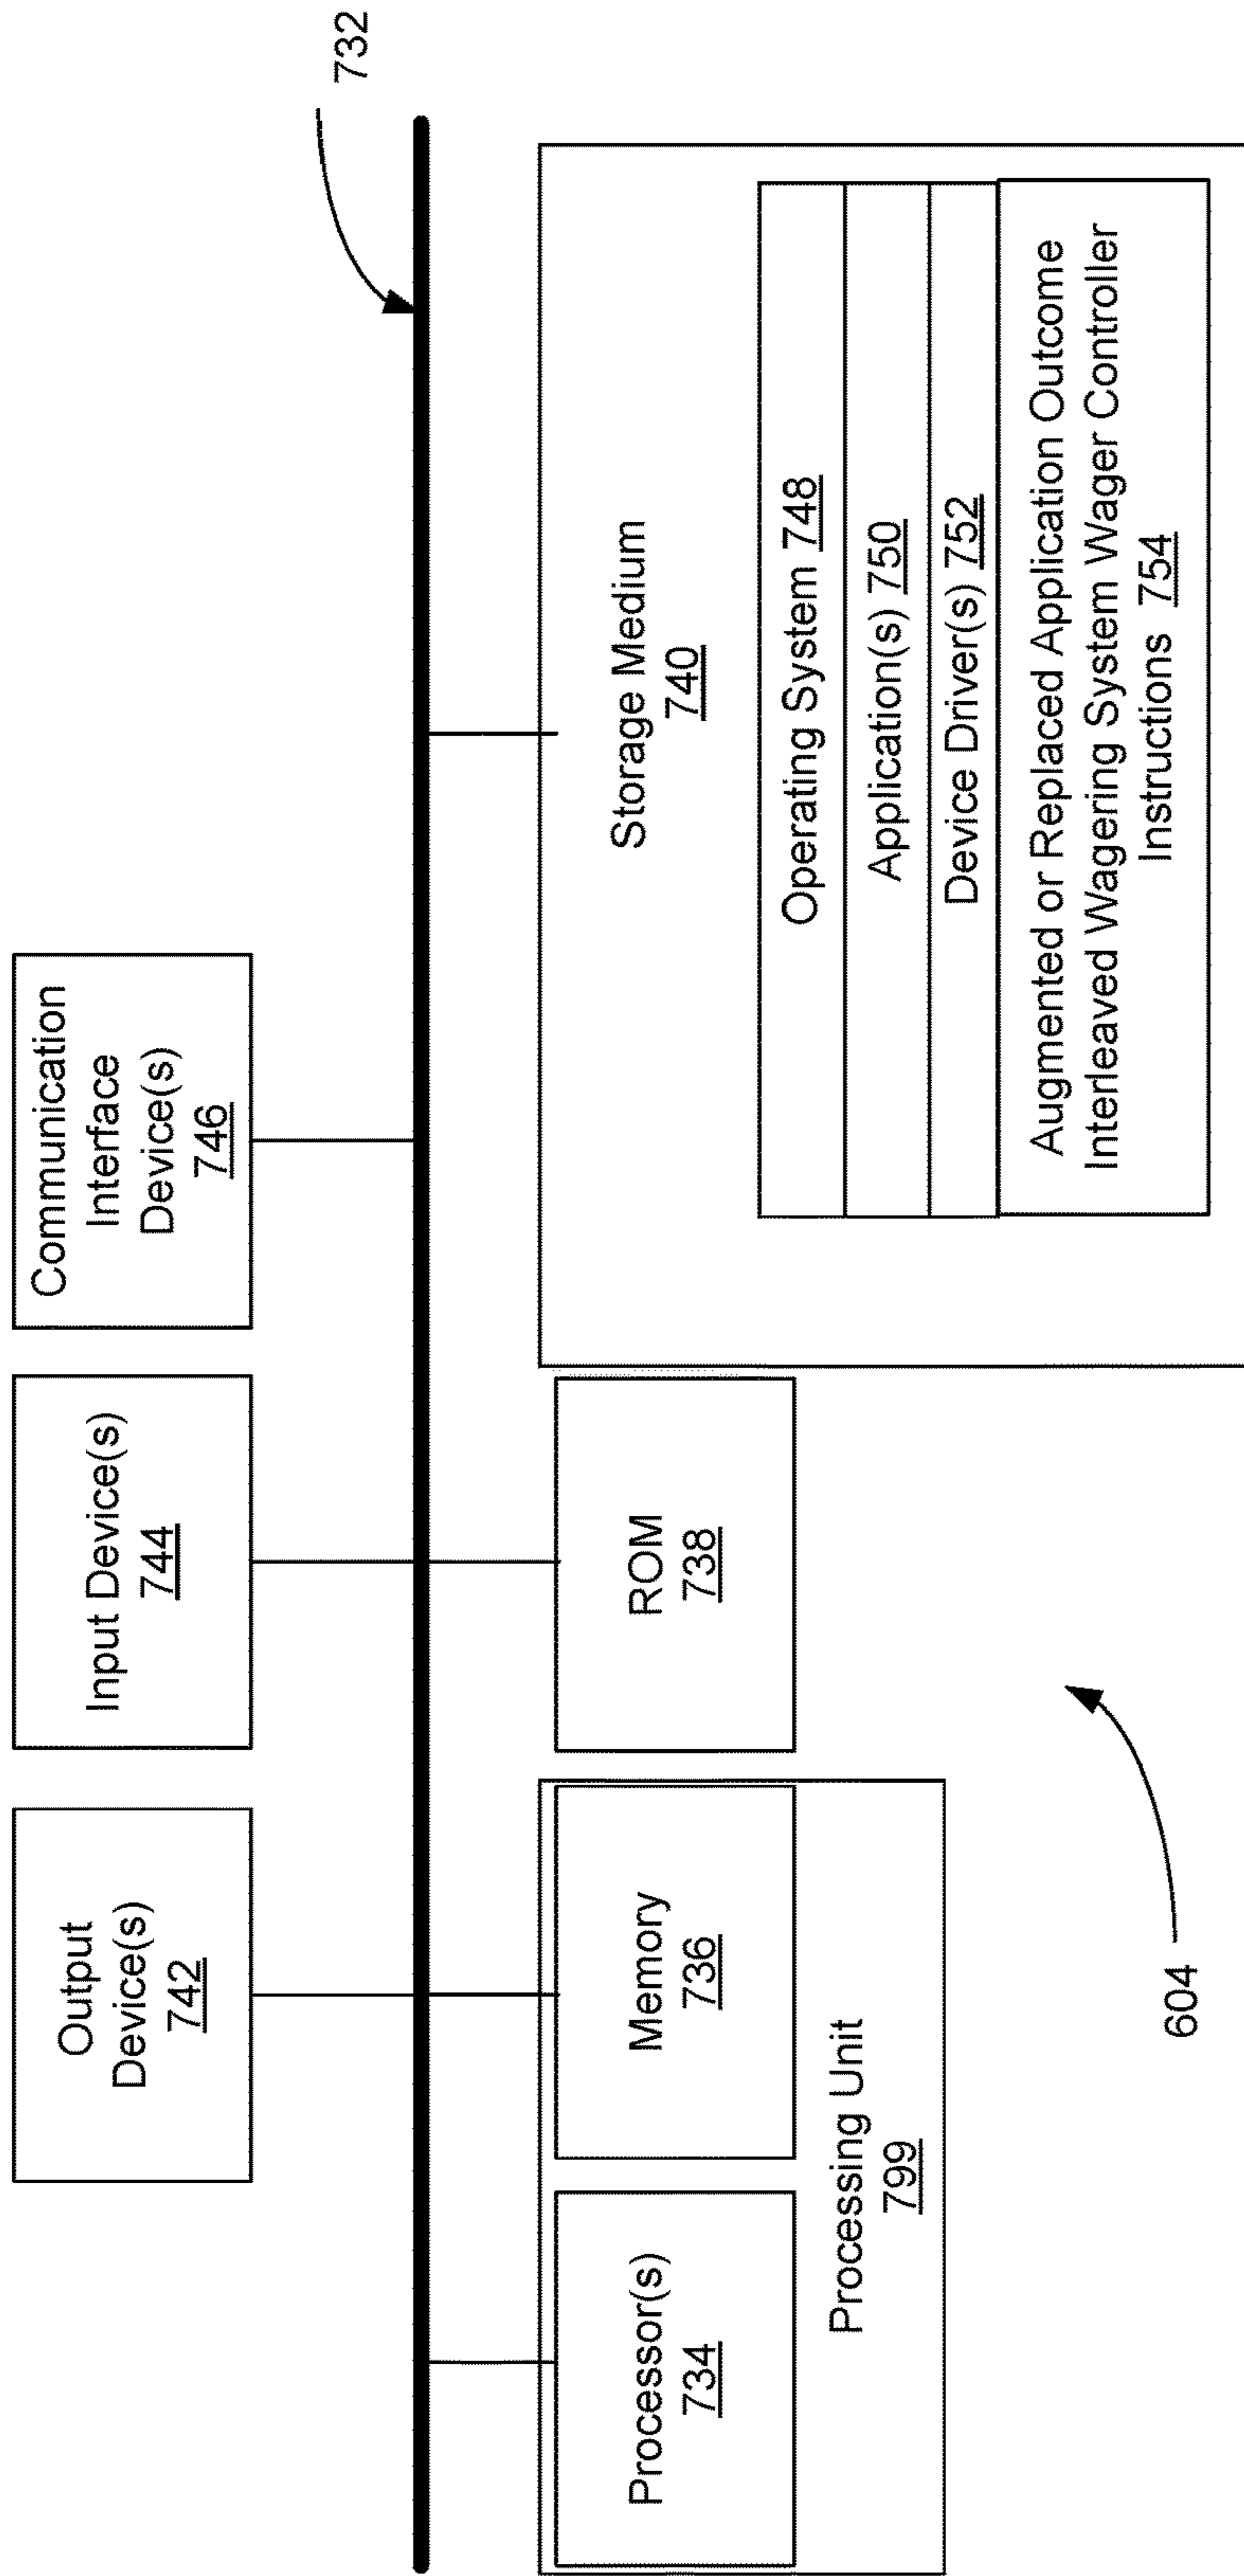 732
Output
Device(s)
742
Input Device(s)
744
Communication
Interface
Device(s)
746
Processor(s)
734
Memory
736
Processing Unit
799
ROM
738
Storage Medium
740
Operating System 748
Application(s) 750
Device Driver(s) 752
Augmented or Replaced Application Outcome
Interleaved Wagering System Wager Controller
Instructions 754
604